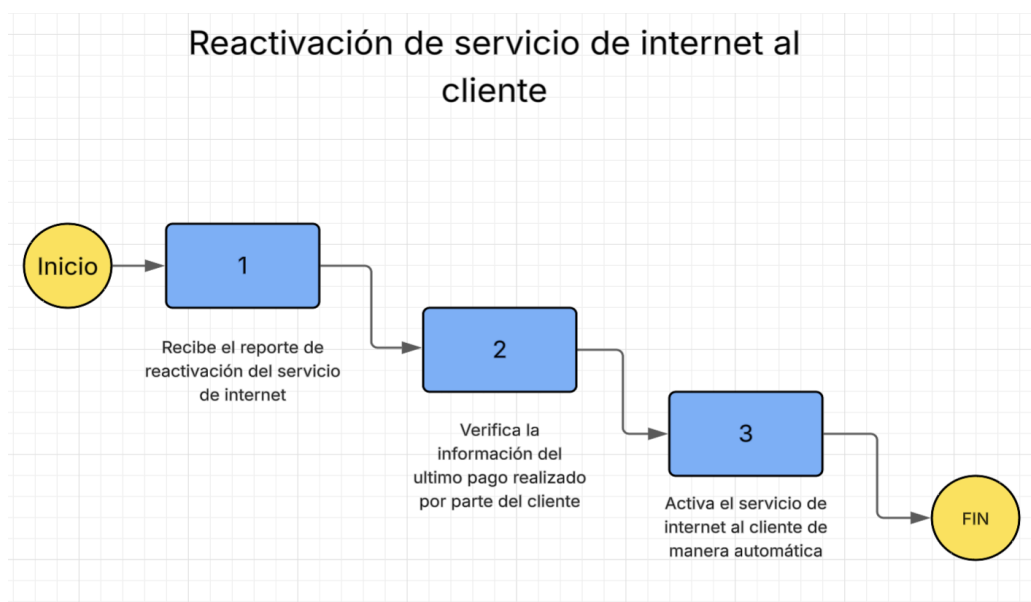 Reactivación de servicio de internet al
cliente
Inicio
1
Recibe el reporte de
reactivación del servicio
de internet
2
Verifica la
información del
ultimo pago realizado
por parte del cliente
3
Activa el servicio de
internet al cliente de
manera automática
FIN